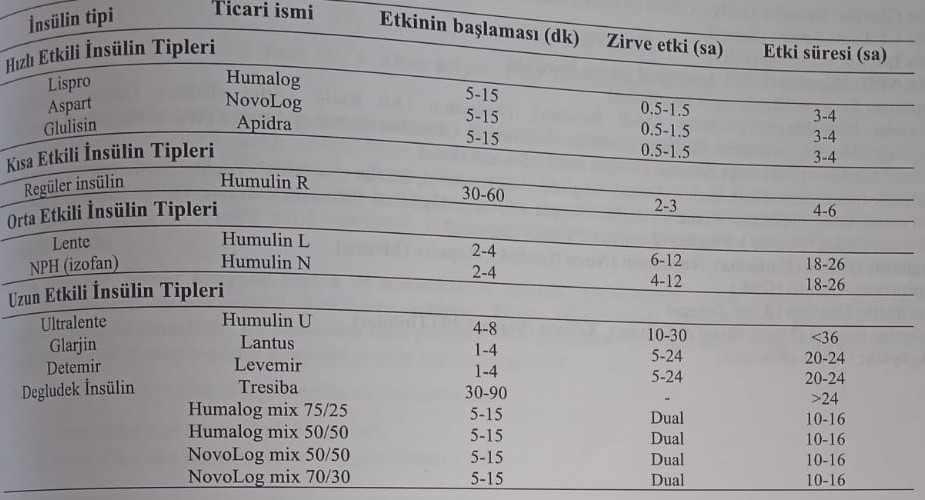 İnsülin tipi Ticari ismi Etkinin başlaması (dk) Zirve etki (sa) Etki süresi (sa)
Hızlı Etkili İnsülin Tipleri
Lispro Humalog 5-15 0.5-1.5 3-4
Aspart NovoLog 5-15 0.5-1.5 3-4
Glulisin Apidra 5-15 0.5-1.5 3-4
Kısa Etkili İnsülin Tipleri
Regüler insülin Humulin R 30-60 2-3 4-6
Orta Etkili İnsülin Tipleri
Lente Humulin L 2-4 6-12 18-26
NPH (izofan) Humulin N 2-4 4-12 18-26
Uzun Etkili İnsülin Tipleri
Ultralente Humulin U 4-8 10-30 <36
Glarjin Lantus 1-4 5-24 20-24
Detemir Levemir 1-4 5-24 20-24
Degludek İnsülin Tresiba 30-90 - >24
Humalog mix 75/25 5-15 Dual 10-16
Humalog mix 50/50 5-15 Dual 10-16
NovoLog mix 50/50 5-15 Dual 10-16
NovoLog mix 70/30 5-15 Dual 10-16